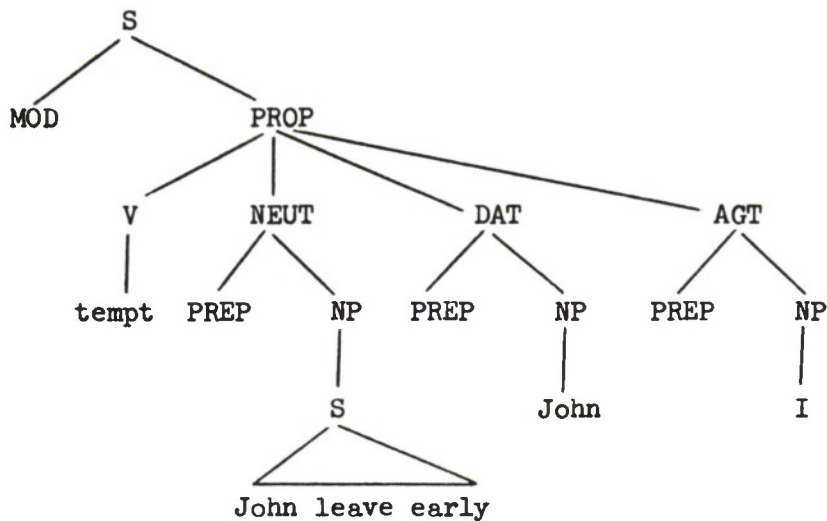 S
MOD PROP
V NEUT DAT AGT
tempt PREP NP PREP NP PREP NP
S John I
John leave early